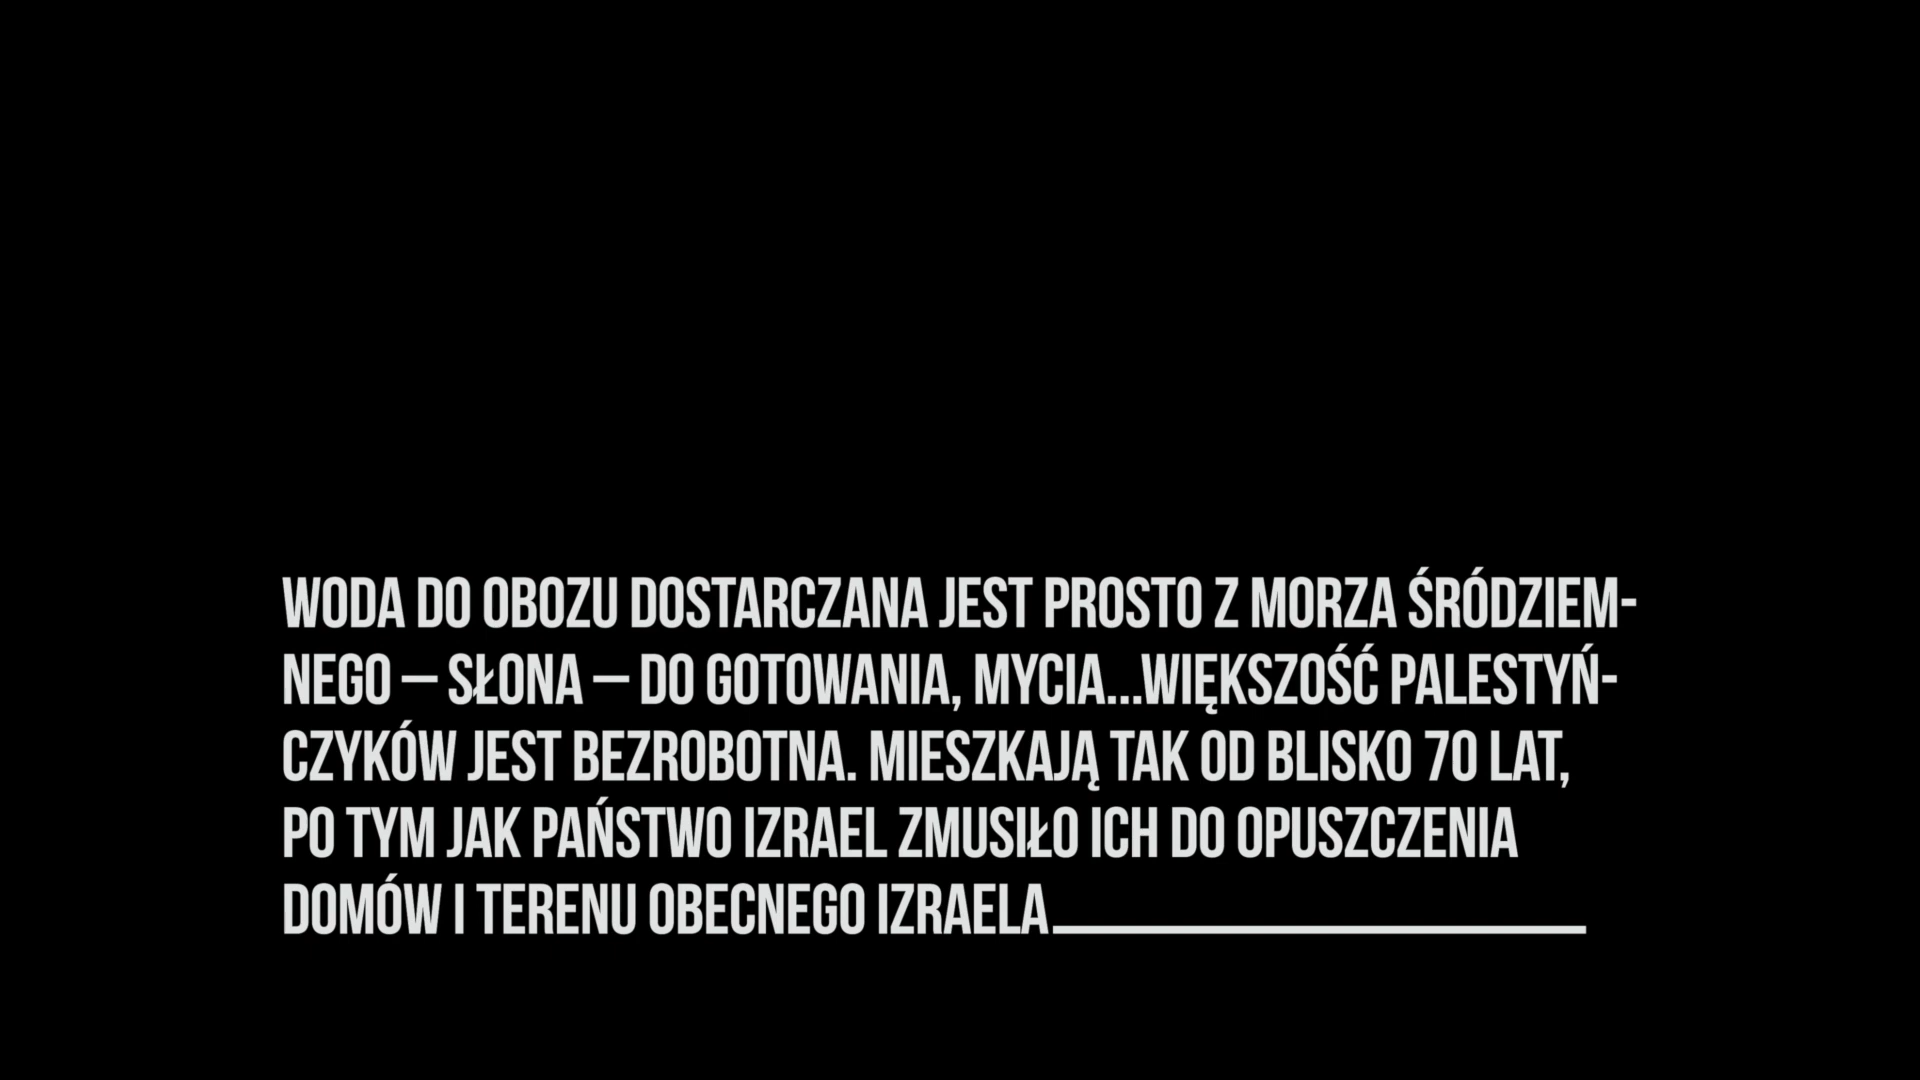 WODA DO OBOZU DOSTARCZANA JEST PROSTO Z MORZA ŚRÓDZIEM-
NEGO – SŁONA – DO GOTOWANIA, MYCIA...WIĘKSZOŚĆ PALESTYŃ-
CZYKÓW JEST BEZROBOTNA. MIESZKAJĄ TAK OD BLISKO 70 LAT,
PO TYM JAK PAŃSTWO IZRAEL ZMUSIŁO ICH DO OPUSZCZENIA
DOMÓW I TERENU OBECNEGO IZRAELA